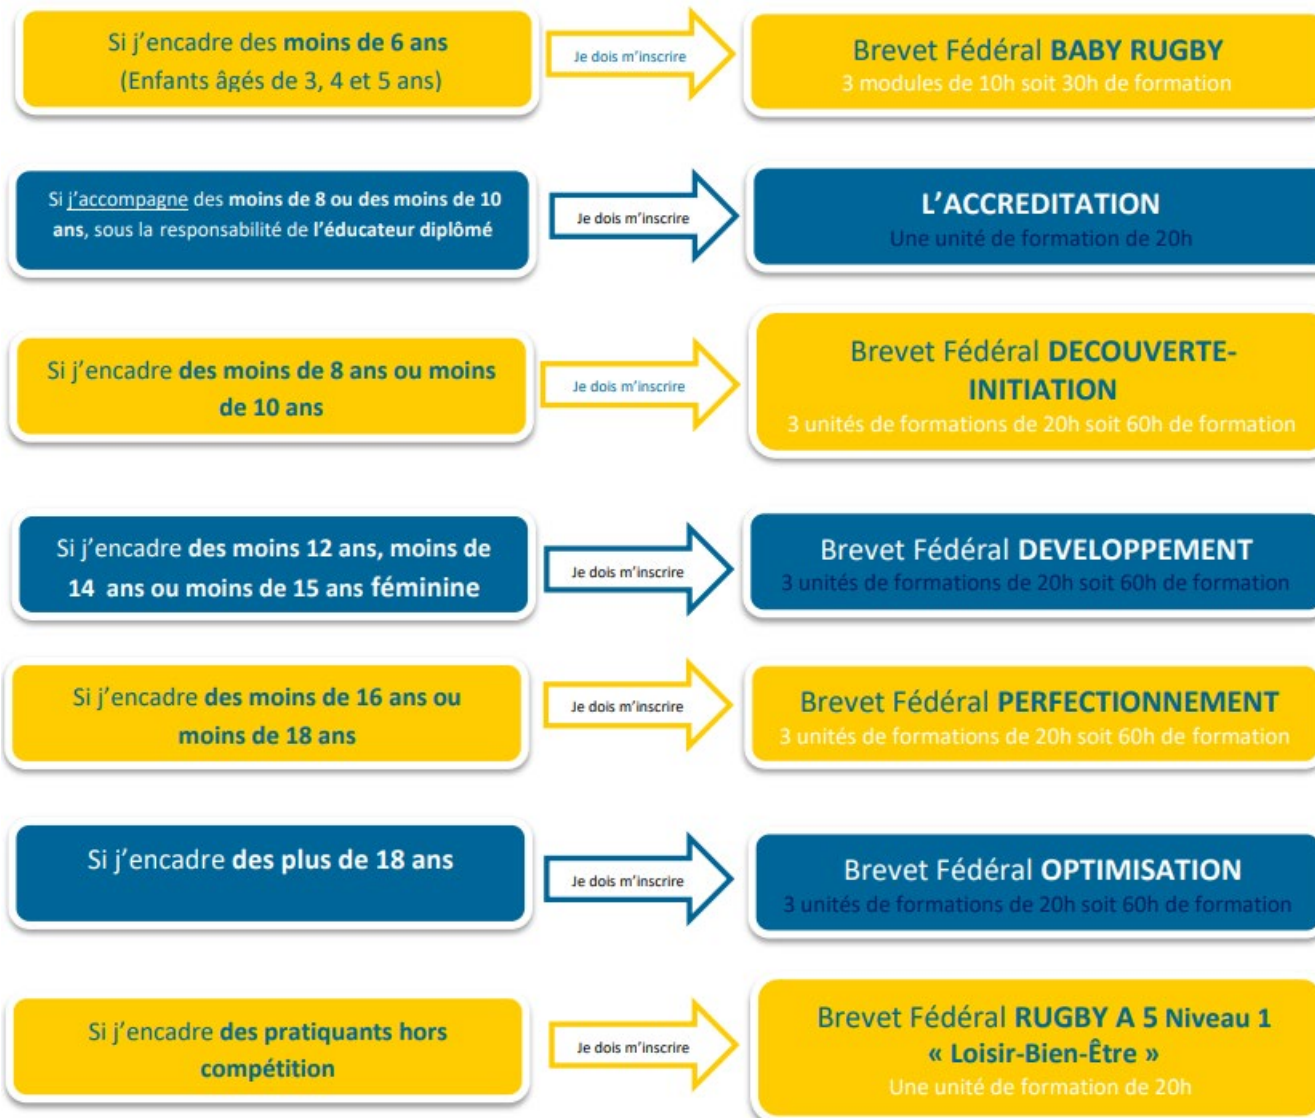 Si j'encadre des moins de 6 ans
(Enfants âgés de 3, 4 et 5 ans)
Je dois m'inscrire
Brevet Fédéral BABY RUGBY
3 modules de 10h soit 30h de formation
Si j'accompagne des moins de 8 ou des moins de 10
ans, sous la responsabilité de l'éducateur diplômé
Je dois m'inscrire
L'ACCREDITATION
Une unité de formation de 20h
Si j'encadre des moins de 8 ans ou moins
de 10 ans
Je dois m'inscrire
Brevet Fédéral DECOUVERTE-
INITIATION
3 unités de formations de 20h soit 60h de formation
Si j'encadre des moins 12 ans, moins de
14 ans ou moins de 15 ans féminine
Je dois m'inscrire
Brevet Fédéral DEVELOPPEMENT
3 unités de formations de 20h soit 60h de formation
Si j'encadre des moins de 16 ans ou
moins de 18 ans
Je dois m'inscrire
Brevet Fédéral PERFECTIONNEMENT
3 unités de formations de 20h soit 60h de formation
Si j'encadre des plus de 18 ans
Je dois m'inscrire
Brevet Fédéral OPTIMISATION
3 unités de formations de 20h soit 60h de formation
Si j'encadre des pratiquants hors
compétition
Je dois m'inscrire
Brevet Fédéral RUGBY A 5 Niveau 1
« Loisir-Bien-Être »
Une unité de formation de 20h